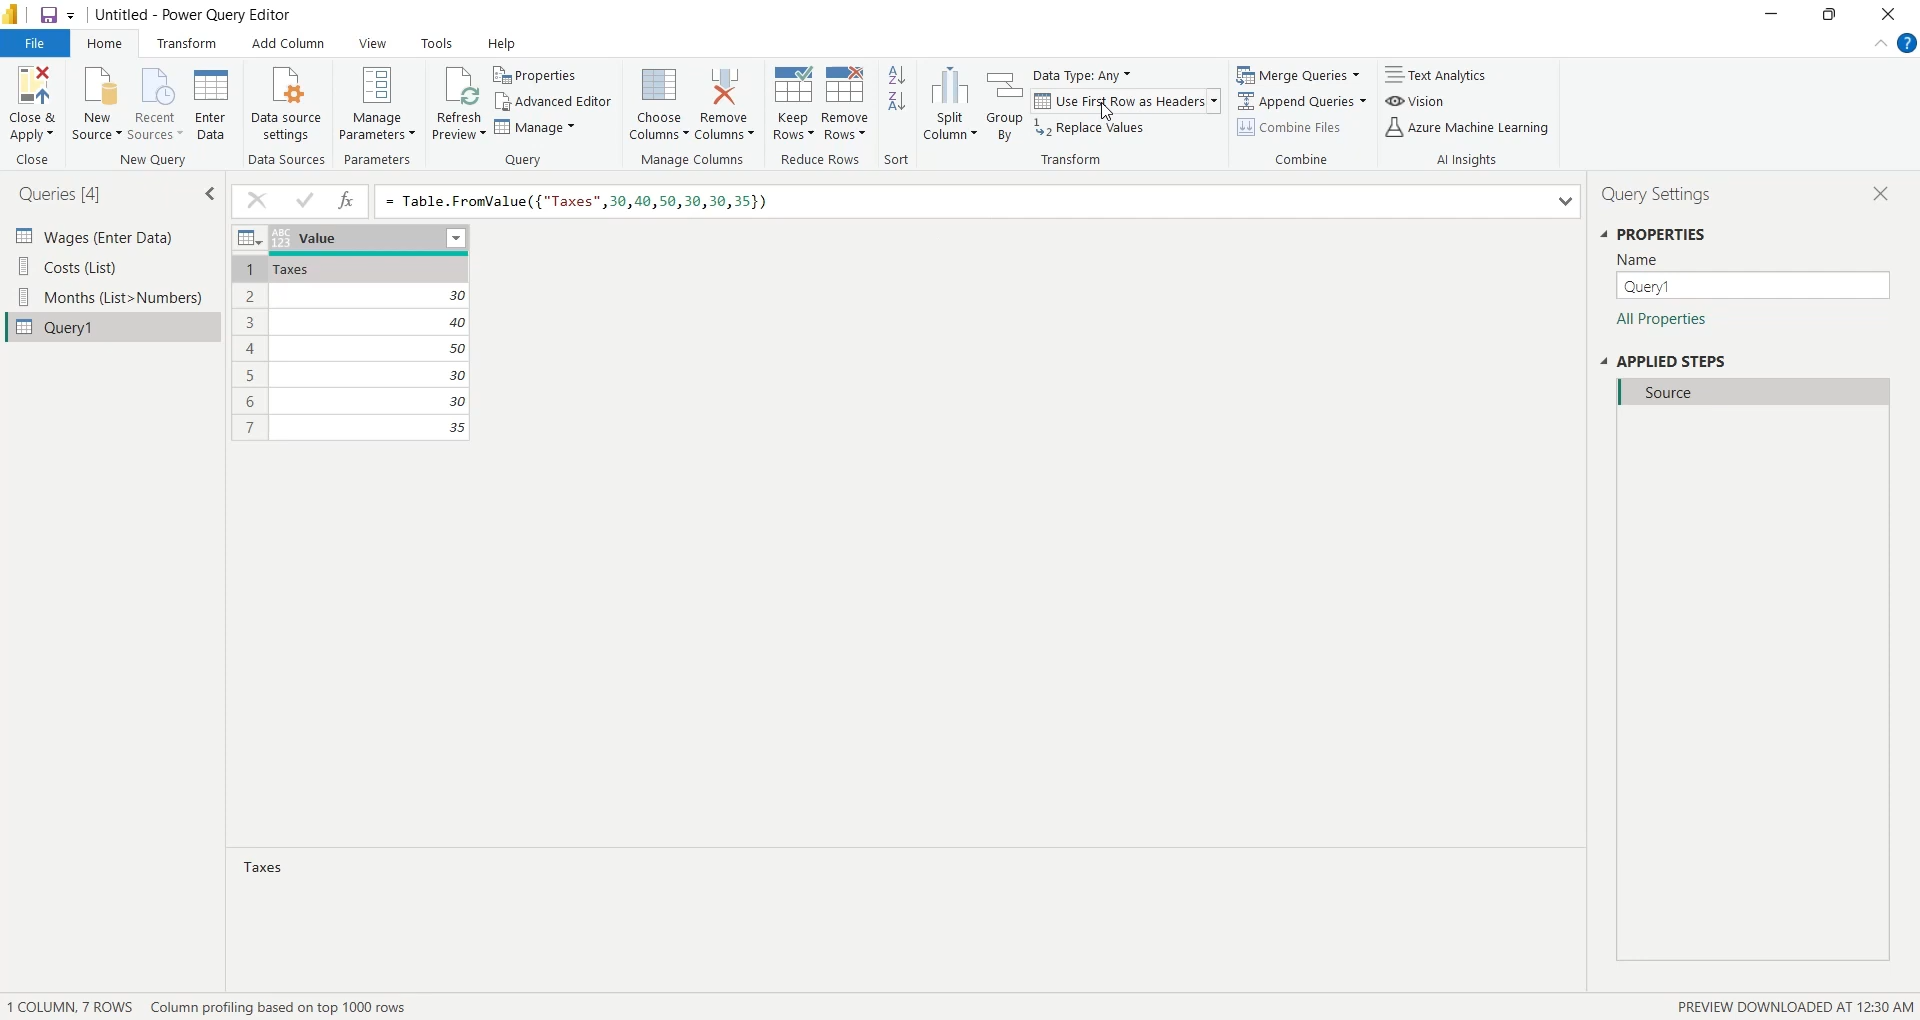 Untitled - Power Query Editor
File Home Transform Add Column View Tools Help
Close & Apply
Close
New Source
Recent Sources
Enter Data
New Query
Data source settings
Data Sources
Manage Parameters
Parameters
Refresh Preview
Properties
Advanced Editor
Manage
Query
Choose Columns
Remove Columns
Manage Columns
Keep Rows
Remove Rows
Reduce Rows
A
Z
Z
A
Sort
Split Column
Group By
Data Type: Any
Use First Row as Headers
1
2 Replace Values
Transform
Merge Queries
Append Queries
Combine Files
Combine
Text Analytics
Vision
Azure Machine Learning
AI Insights
?
Queries [4]
Wages (Enter Data)
Costs (List)
Months (List>Numbers)
Query1
fx = Table.FromValue({"Taxes",30,40,50,30,30,35})
ABC
123 Value
1 Taxes
2 30
3 40
4 50
5 30
6 30
7 35
Taxes
Query Settings
PROPERTIES
Name
Query1
All Properties
APPLIED STEPS
Source
1 COLUMN, 7 ROWS Column profiling based on top 1000 rows
PREVIEW DOWNLOADED AT 12:30 AM